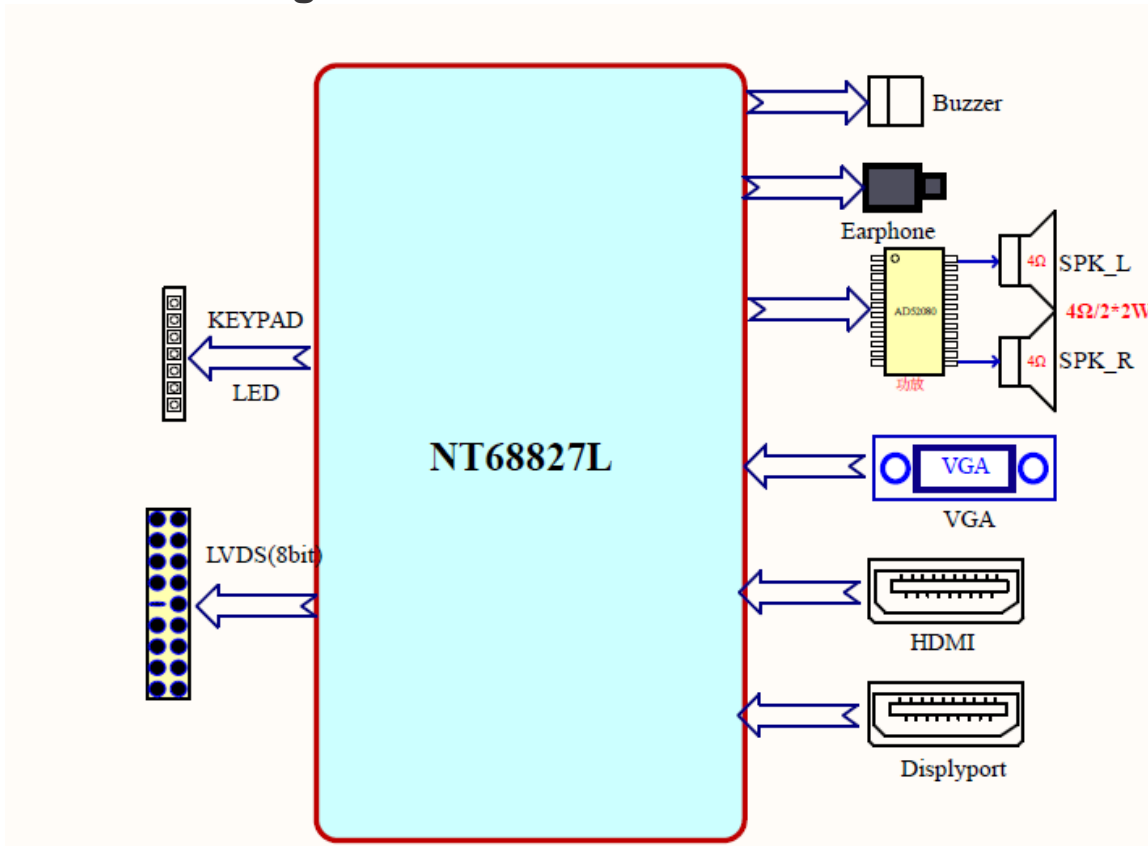 g
Buzzer
Earphone
4Ω
SPK_L
AD52080
4Ω/2*2W
4Ω
SPK_R
功放
KEYPAD
LED
NT68827L
VGA
VGA
LVDS(8bit)
HDMI
Displyport